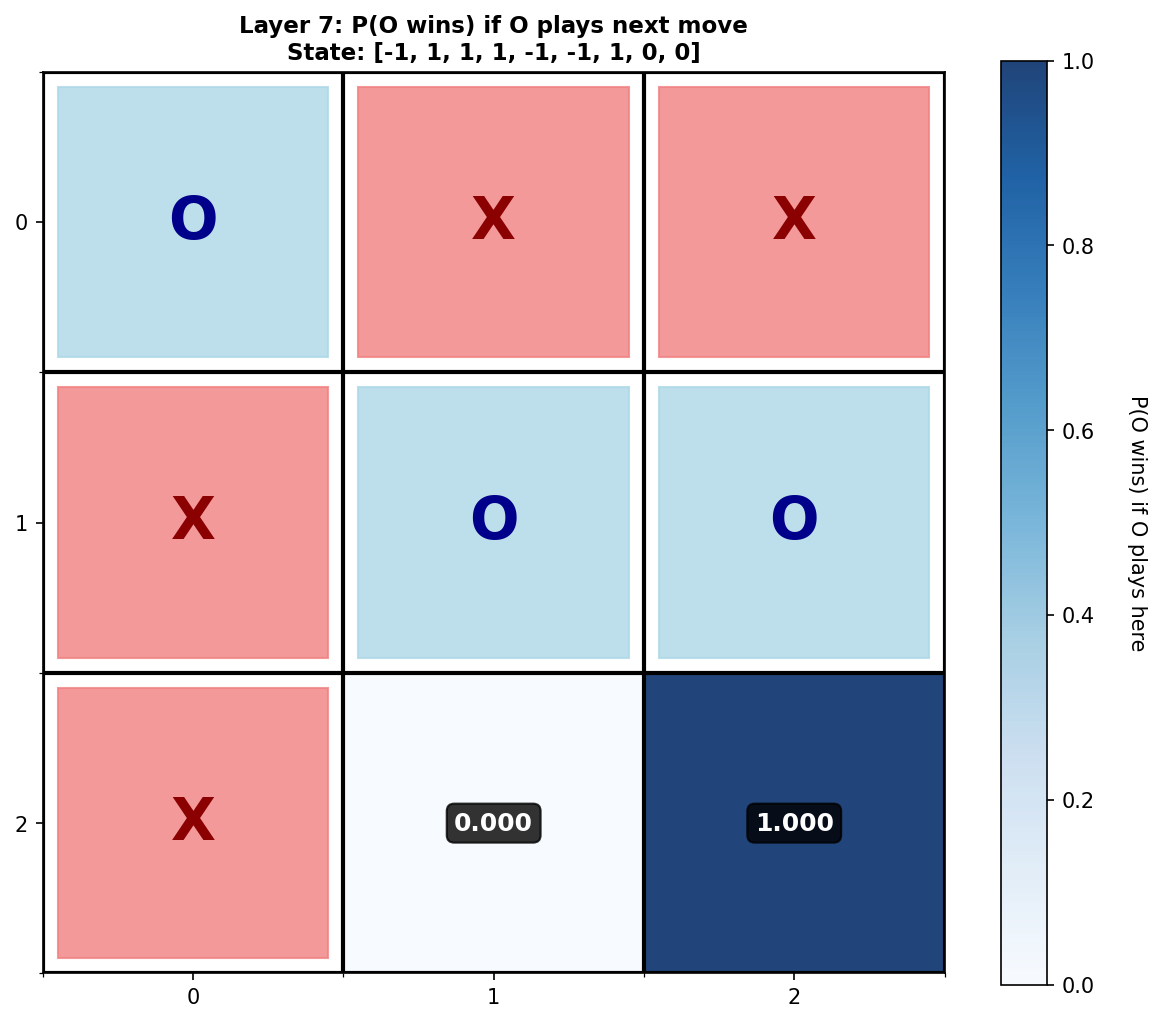 Layer 7: P(O wins) if O plays next move
State: [-1, 1, 1, 1, -1, -1, 1, 0, 0]
0
O
X
X
1
X
O
O
2
X
0.000
1.000
0
1
2
1.0
0.8
0.6
0.4
0.2
0.0
P(O wins) if O plays here